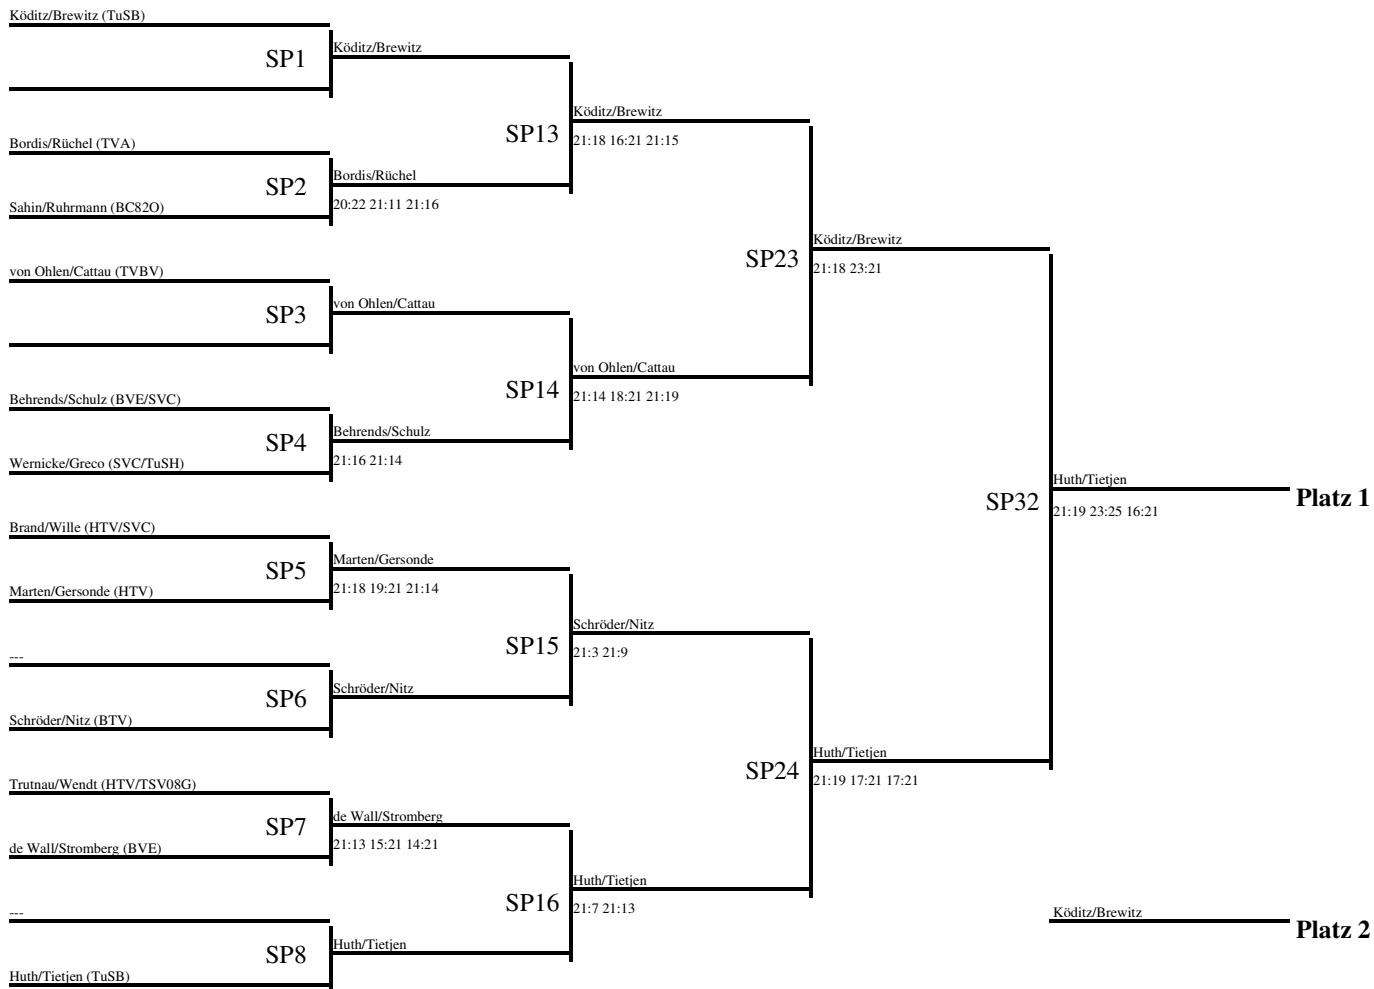 Köditz/Brewitz (TuSB)
SP1
Köditz/Brewitz
SP13
Köditz/Brewitz
21:18 16:21 21:15
Bordis/Rüchel (TVA)
SP2
Bordis/Rüchel
20:22 21:11 21:16
Sahin/Ruhrmann (BC82O)
SP23
Köditz/Brewitz
21:18 23:21
von Ohlen/Cattau (TVBV)
SP3
von Ohlen/Cattau
SP14
von Ohlen/Cattau
21:14 18:21 21:19
Behrends/Schulz (BVE/SVC)
SP4
Behrends/Schulz
21:16 21:14
Wernicke/Greco (SVC/TuSH)
SP32
Huth/Tietjen
21:19 23:25 16:21
Platz 1
Brand/Wille (HTV/SVC)
SP5
Marten/Gersonde
21:18 19:21 21:14
Marten/Gersonde (HTV)
SP15
Schröder/Nitz
21:3 21:9
---
SP6
Schröder/Nitz
Schröder/Nitz (BTV)
SP24
Huth/Tietjen
21:19 17:21 17:21
Trutnau/Wendt (HTV/TSV08G)
SP7
de Wall/Stromberg
21:13 15:21 14:21
de Wall/Stromberg (BVE)
SP16
Huth/Tietjen
21:7 21:13
---
SP8
Huth/Tietjen
Huth/Tietjen (TuSB)
Köditz/Brewitz
Platz 2